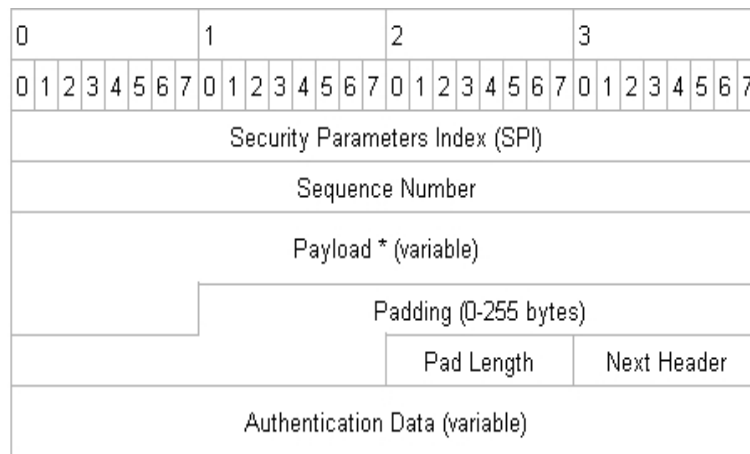 0 1 2 3
0 1 2 3 4 5 6 7 0 1 2 3 4 5 6 7 0 1 2 3 4 5 6 7 0 1 2 3 4 5 6 7
Security Parameters Index (SPI)
Sequence Number
Payload * (variable)
Padding (0-255 bytes)
Pad Length Next Header
Authentication Data (variable)